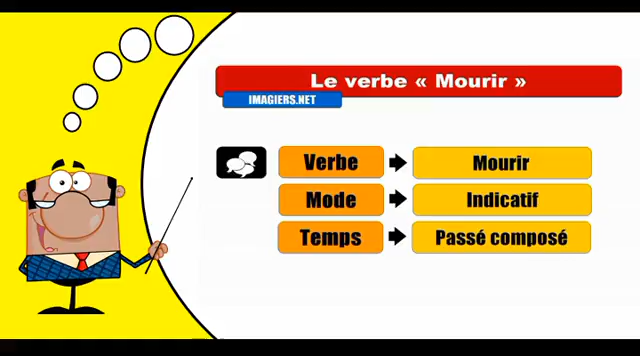 Le verbe « Mourir »
IMAGIERS.NET
Verbe Mourir
Mode Indicatif
Temps Passé composé